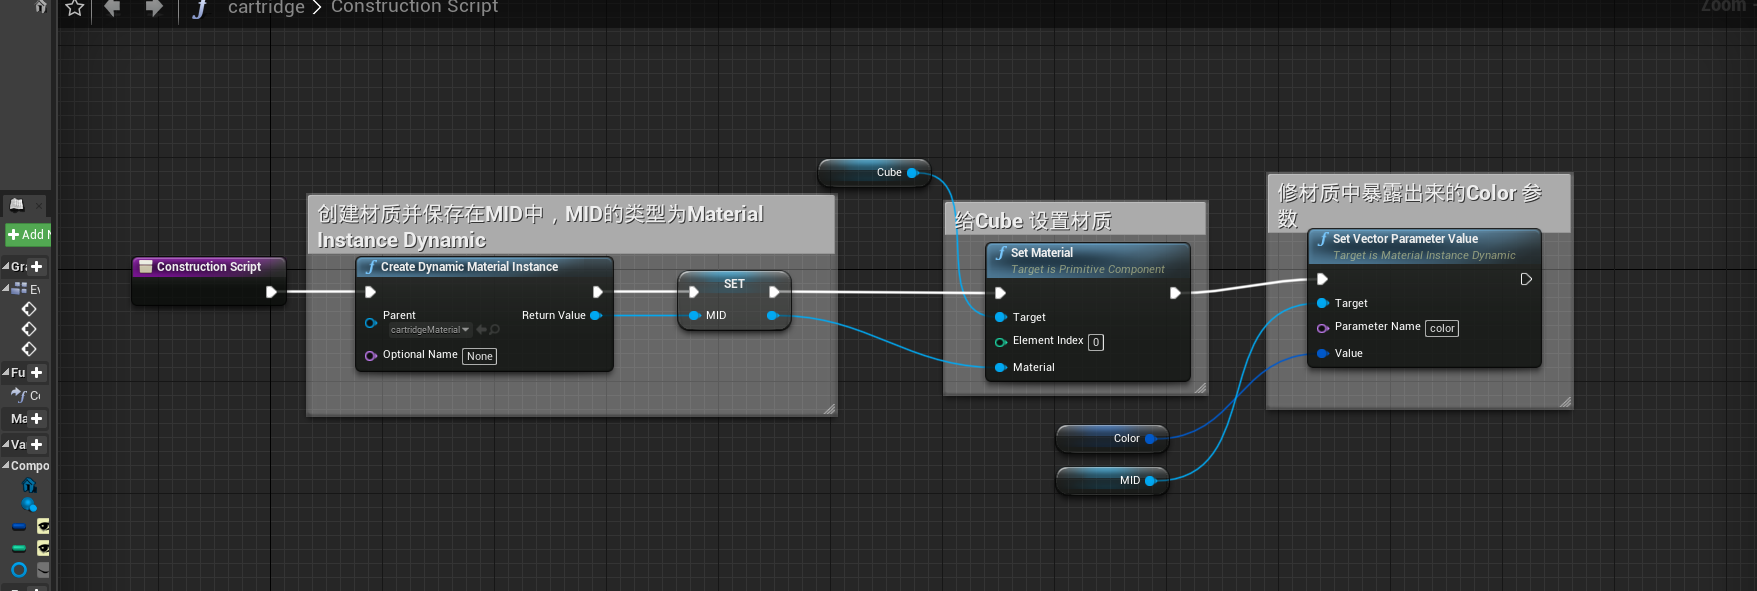 cartridge > Construction Script
Zoom
Add
Gr
Ev
Fu
Co
Ma
Va
Compo
Cube
创建材质并保存在MID中，MID的类型为Material
Instance Dynamic
Construction Script
Create Dynamic Material Instance
Parent
cartridgeMaterial
Return Value
Optional Name
None
SET
MID
给Cube 设置材质
Set Material
Target is Primitive Component
Target
Element Index
0
Material
修材质中暴露出来的Color 参
数
Set Vector Parameter Value
Target is Material Instance Dynamic
Target
Parameter Name
color
Value
Color
MID